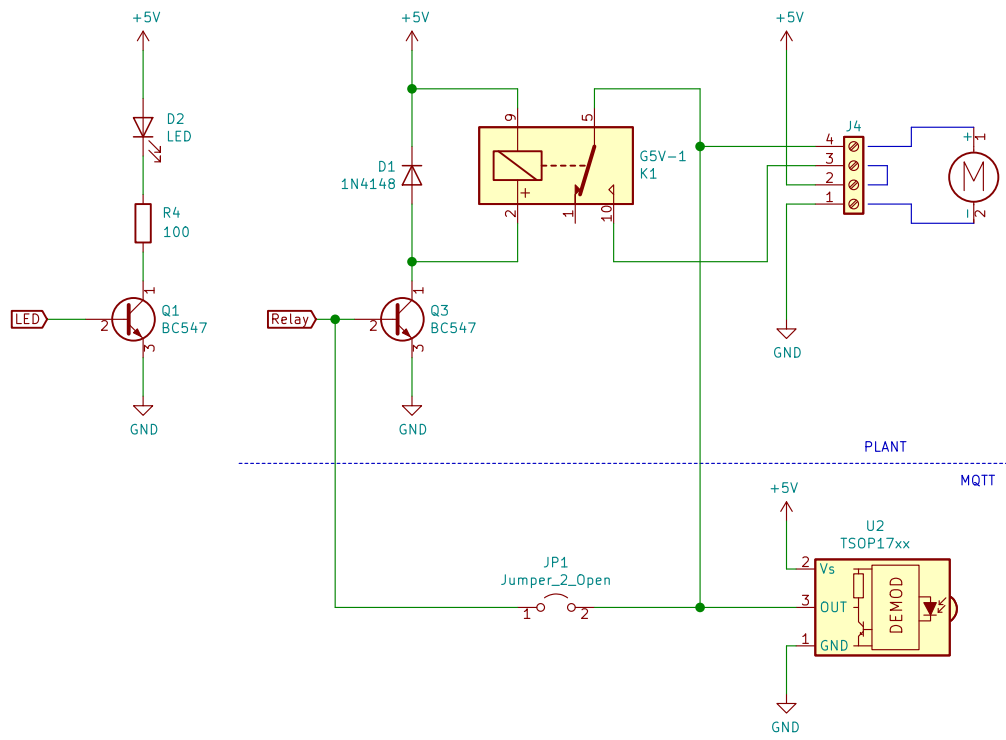 +5V
+5V
+5V
D2
LED
R4
100
1
Q1
BC547
2
3
LED
GND
D1
1N4148
9
5
G5V-1
K1
+
2
1
10
1
Q3
BC547
2
3
Relay
GND
J4
4
3
2
1
+
1
M
-
2
GND
PLANT
MQTT
+5V
U2
TSOP17xx
2
Vs
3
OUT
1
GND
DEMOD
JP1
Jumper_2_Open
1
2
GND